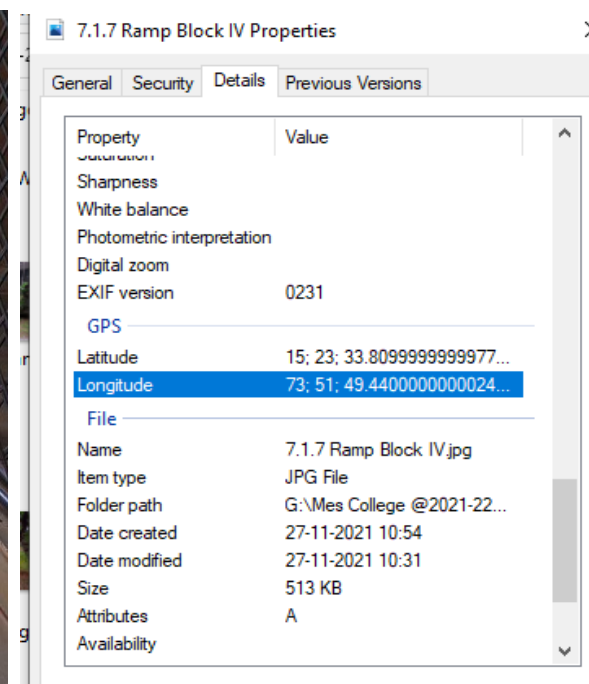 7.1.7 Ramp Block IV Properties
General Security Details Previous Versions
Property Value
Saturation
Sharpness
White balance
Photometric interpretation
Digital zoom
EXIF version 0231
GPS
Latitude 15; 23; 33.8099999999977...
Longitude 73; 51; 49.4400000000024...
File
Name 7.1.7 Ramp Block IV.jpg
Item type JPG File
Folder path G:\Mes College @2021-22...
Date created 27-11-2021 10:54
Date modified 27-11-2021 10:31
Size 513 KB
Attributes A
Availability